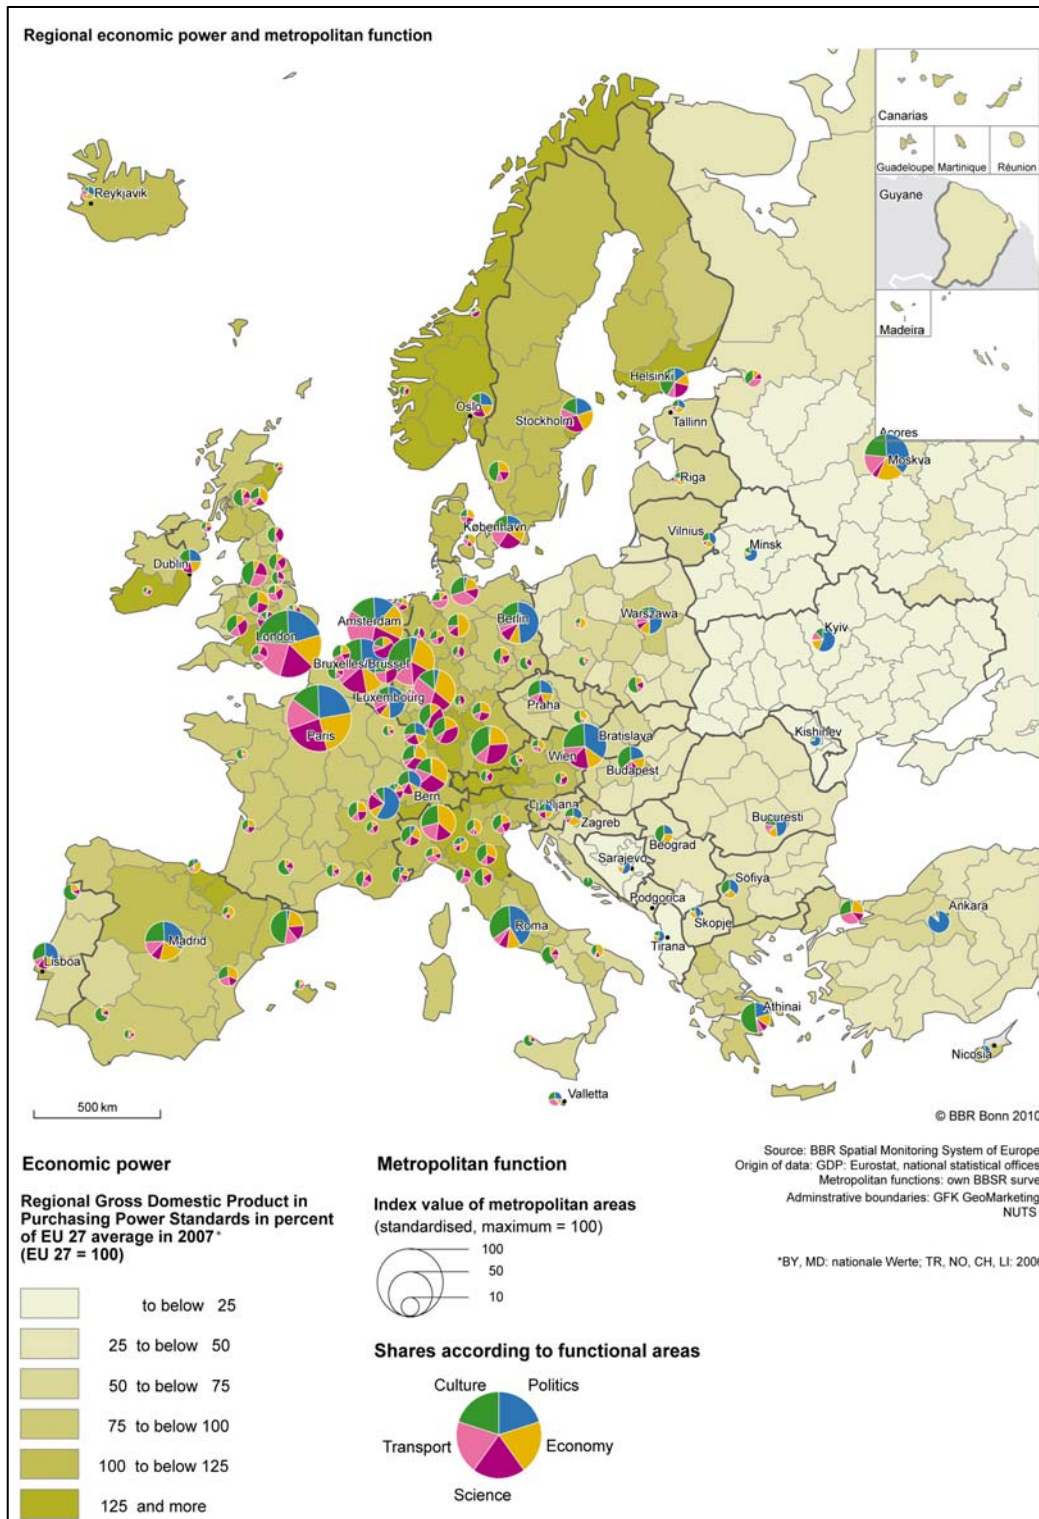 Regional economic power and metropolitan function
Canarias
Guadeloupe
Martinique
Réunion
Guyane
Madeira
Açores
Reykjavik
Helsinki
Oslo
Stockholm
Tallinn
Moskva
Riga
København
Vilnius
Minsk
Dublin
Amsterdam
Berlin
Warszawa
London
Kyiv
Bruxelles/Brussel
Luxembourg
Praha
Paris
Bratislava
Kishinev
Wien
Budapest
Bern
Ljubljana
Zagreb
Bucuresti
Beograd
Sarajevo
Sofiya
Podgorica
Ankara
Roma
Skopje
Madrid
Tirana
Lisboa
Athinai
Nicosia
Valletta
500 km
© BBR Bonn 2010
Source: BBR Spatial Monitoring System of Europe
Origin of data: GDP: Eurostat, national statistical offices
Metropolitan functions: own BBSR surve
Adminstrative boundaries: GFK GeoMarketing
NUTS
*BY, MD: nationale Werte; TR, NO, CH, LI: 2006
Economic power
Regional Gross Domestic Product in
Purchasing Power Standards in percent
of EU 27 average in 2007*
(EU 27 = 100)
to below 25
25 to below 50
50 to below 75
75 to below 100
100 to below 125
125 and more
Metropolitan function
Index value of metropolitan areas
(standardised, maximum = 100)
100
50
10
Shares according to functional areas
Culture
Politics
Transport
Economy
Science